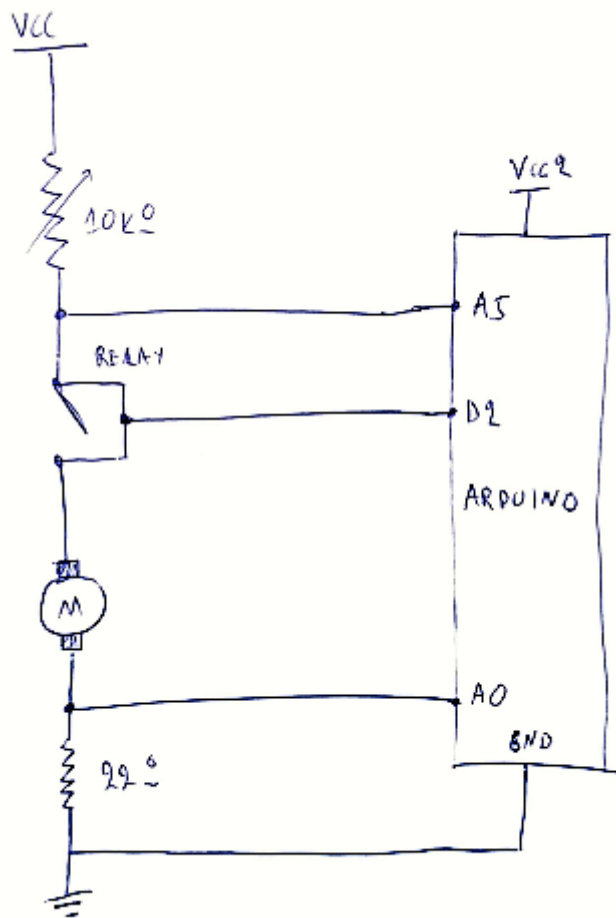 VCC
VCC2
10KΩ
A5
RELAY
D2
ARDUINO
M
A0
GND
22Ω